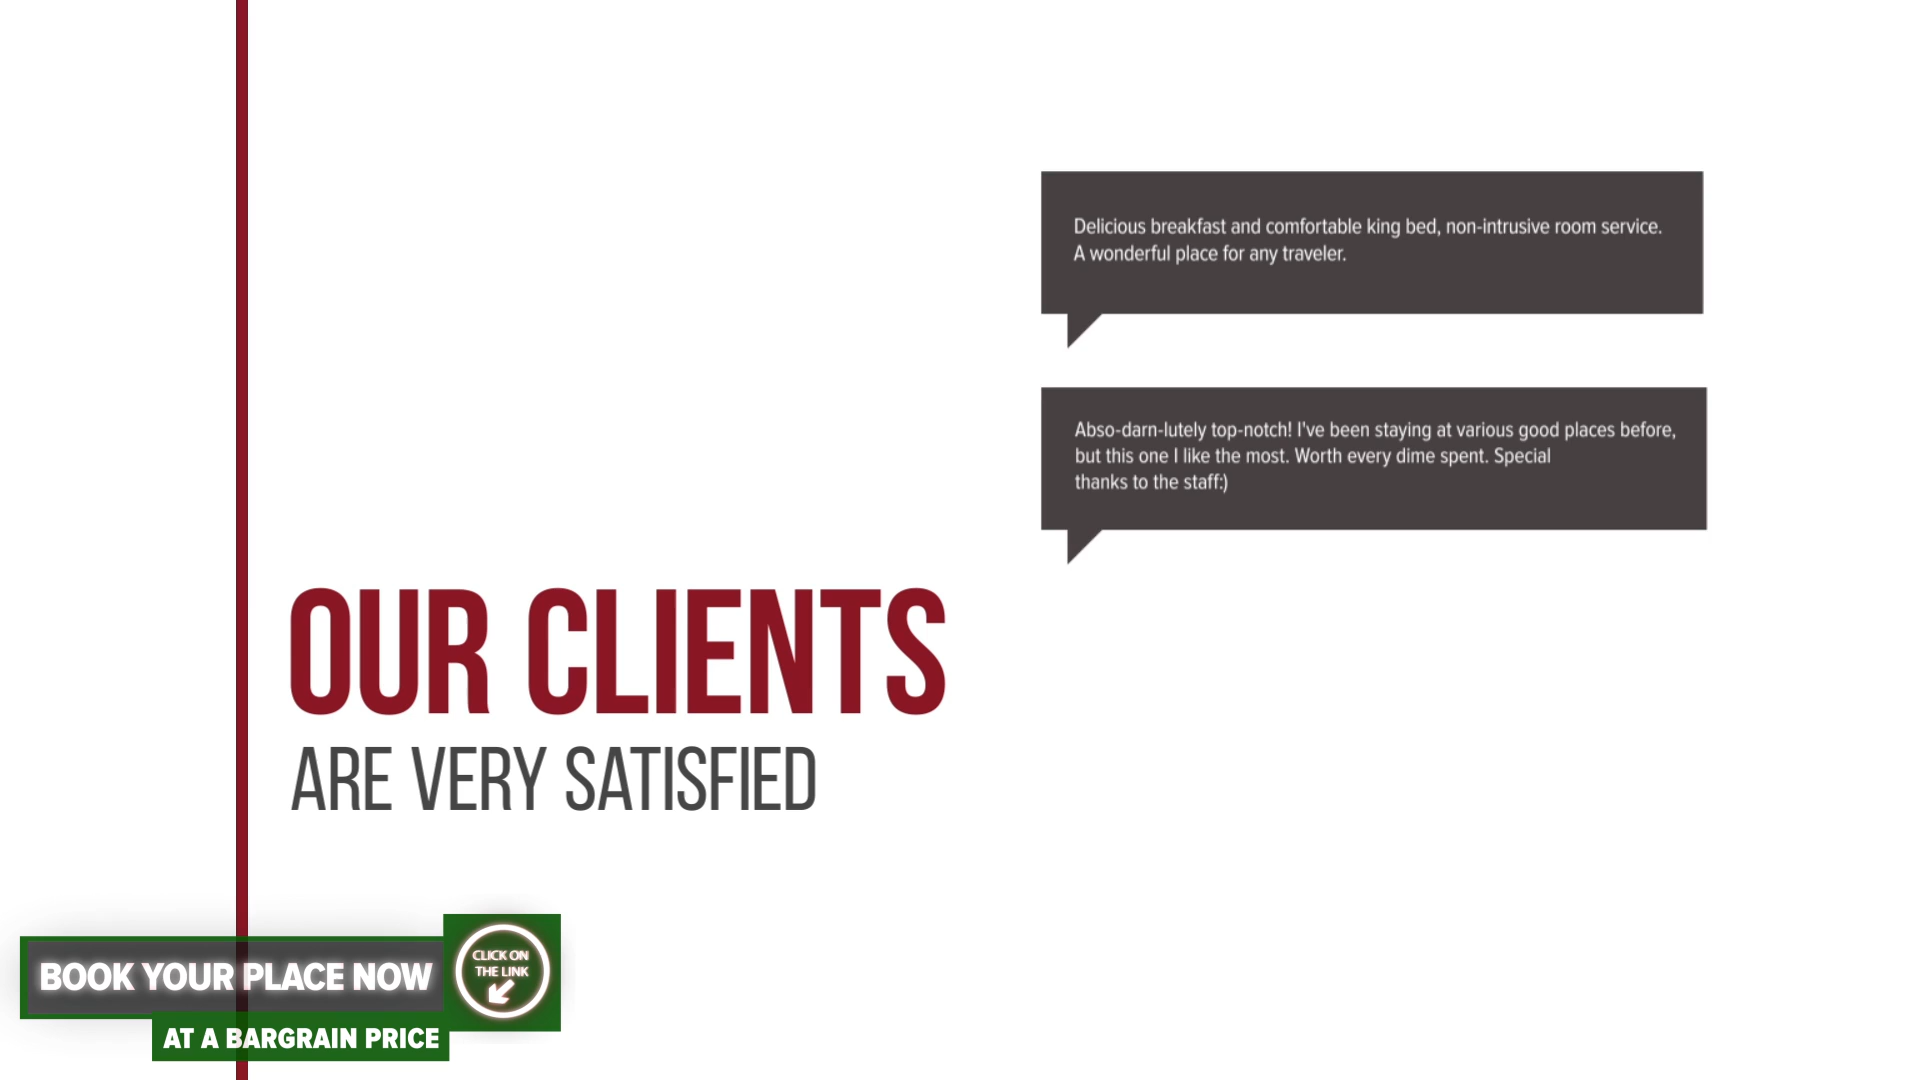 Delicious breakfast and comfortable king bed, non-intrusive room service.
A wonderful place for any traveler.
Abso-darn-lutely top-notch! I've been staying at various good places before,
but this one I like the most. Worth every dime spent. Special
thanks to the staff:)
OUR CLIENTS
ARE VERY SATISFIED
BOOK YOUR PLACE NOW
CLICK ON
THE LINK
AT A BARGRAIN PRICE